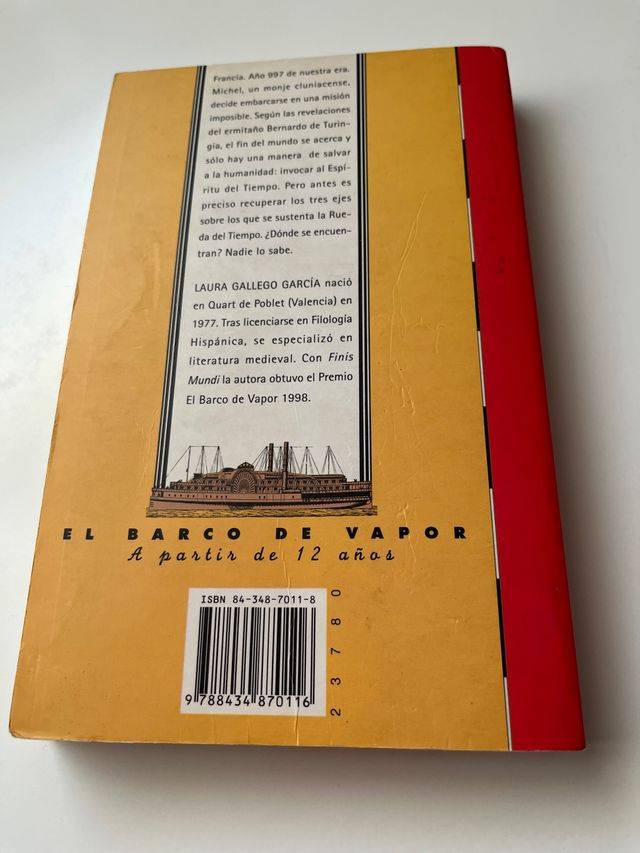 Francia. Año 997 de nuestra era.
Michel, un monje cluniacense,
decide embarcarse en una misión
imposible. Según las revelaciones
del ermitaño Bernardo de Turin-
gia, el fin del mundo se acerca y
sólo hay una manera de salvar
a la humanidad: invocar al Espí-
ritu del Tiempo. Pero antes es
preciso recuperar los tres ejes
sobre los que se sustenta la Rue-
da del Tiempo. ¿Dónde se encuen-
tran? Nadie lo sabe.
LAURA GALLEGO GARCÍA nació
en Quart de Poblet (Valencia) en
1977. Tras licenciarse en Filología
Hispánica, se especializó en
literatura medieval. Con Finis
Mundi la autora obtuvo el Premio
El Barco de Vapor 1998.
EL BARCO DE VAPOR
A partir de 12 años
ISBN 84-348-7011-8
9 788434 870116
23780